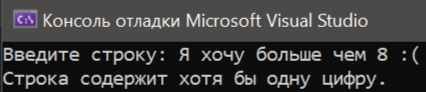 C:\ Консоль отладки Microsoft Visual Studio
Введите строку: Я хочу больше чем 8 :(
Строка содержит хотя бы одну цифру.